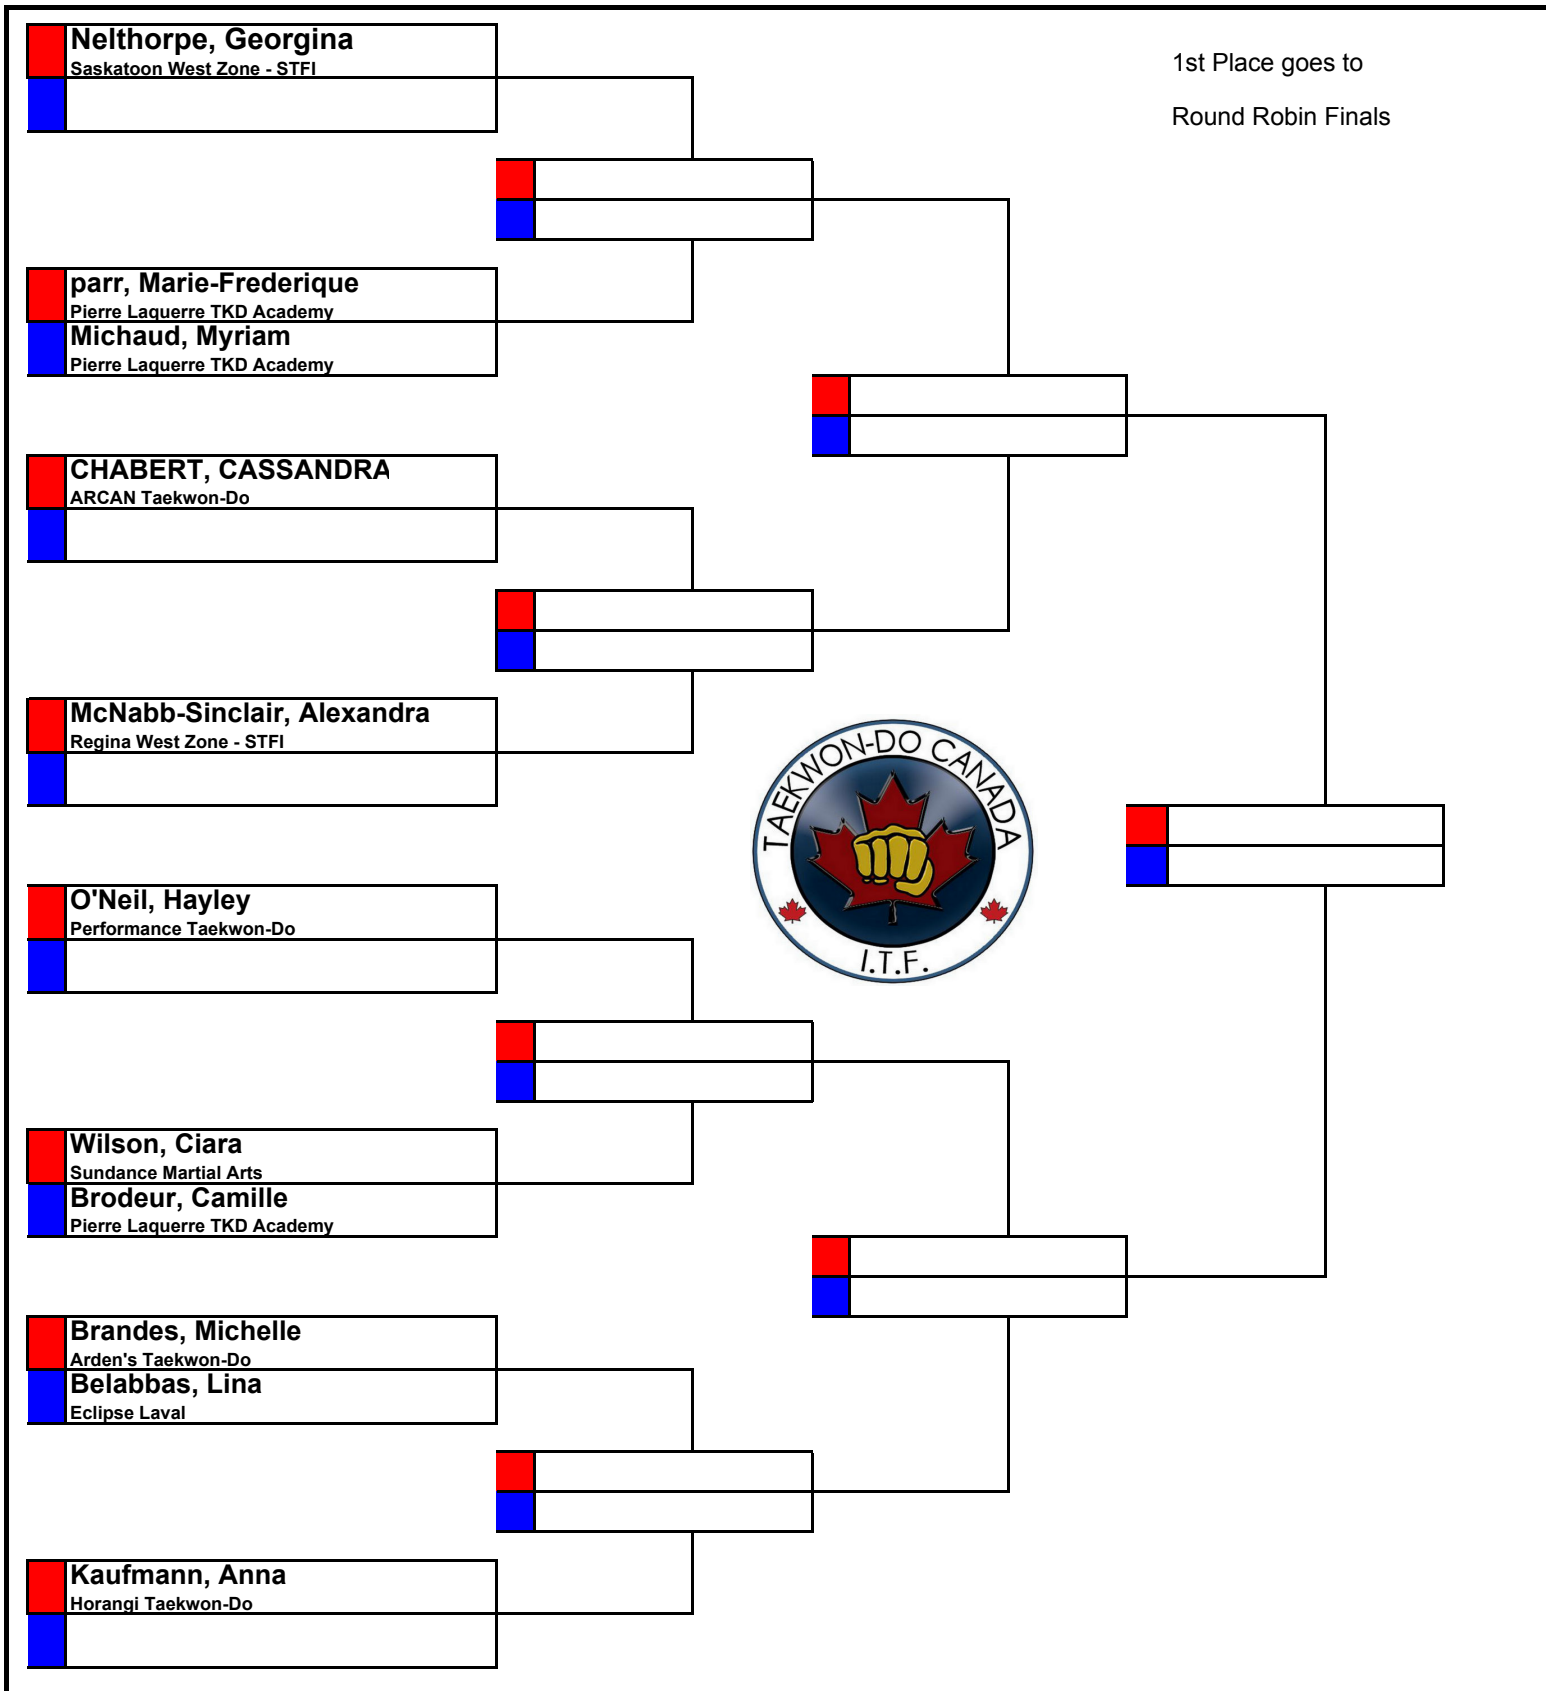 Nelthorpe, Georgina
Saskatoon West Zone - STFI
1st Place goes to
Round Robin Finals
parr, Marie-Frederique
Pierre Laquerre TKD Academy
Michaud, Myriam
Pierre Laquerre TKD Academy
CHABERT, CASSANDRA
ARCAN Taekwon-Do
McNabb-Sinclair, Alexandra
Regina West Zone - STFI
TAEKWON-DO CANADA
I.T.F.
O'Neil, Hayley
Performance Taekwon-Do
Wilson, Ciara
Sundance Martial Arts
Brodeur, Camille
Pierre Laquerre TKD Academy
Brandes, Michelle
Arden's Taekwon-Do
Belabbas, Lina
Eclipse Laval
Kaufmann, Anna
Horangi Taekwon-Do